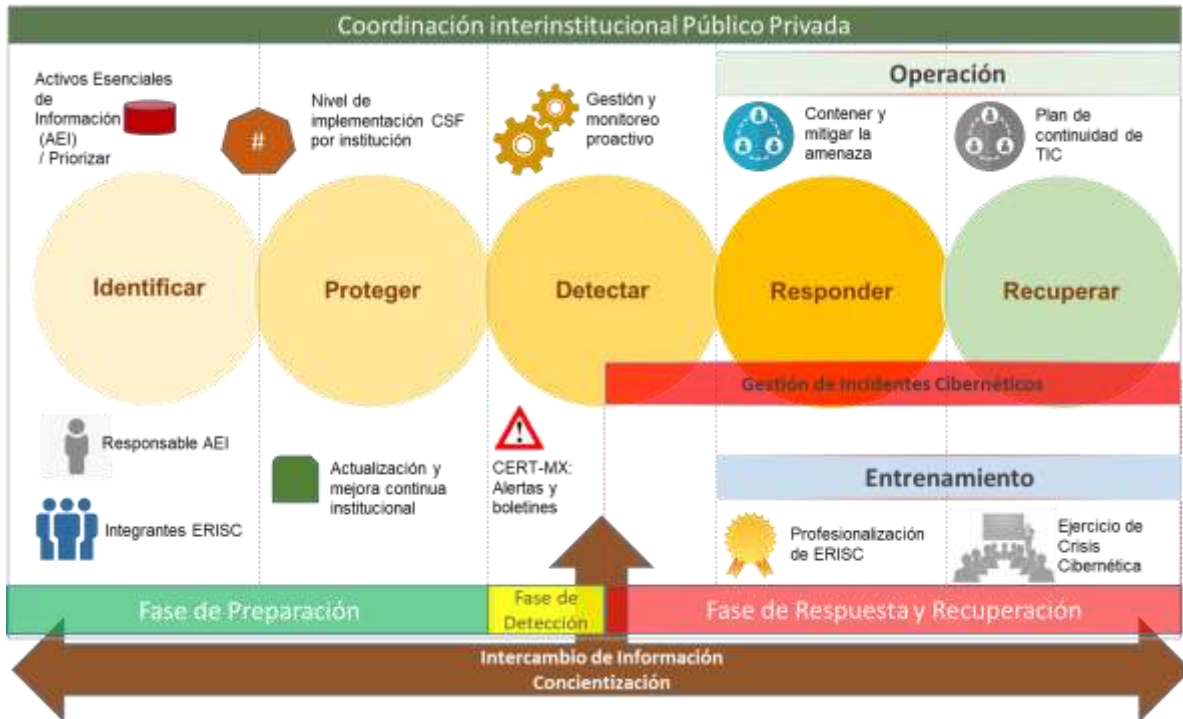 Coordinación interinstitucional Público Privada
Activos Esenciales
de
Información
(AEI)
/ Priorizar
#
Nivel de
implementación CSF
por institución
Gestión y
monitoreo
proactivo
Operación
Contener y
mitigar la
amenaza
Plan de
continuidad de
TIC
Identificar
Proteger
Detectar
Responder
Recuperar
Gestión de Incidentes Cibernéticos
Responsable AEI
Integrantes ERISC
Actualización y
mejora continua
institucional
CERT-MX:
Alertas y
boletines
Entrenamiento
Profesionalización
de ERISC
Ejercicio de
Crisis
Cibernética
Fase de Preparación
Fase de
Detección
Fase de Respuesta y Recuperación
Intercambio de Información
Concientización